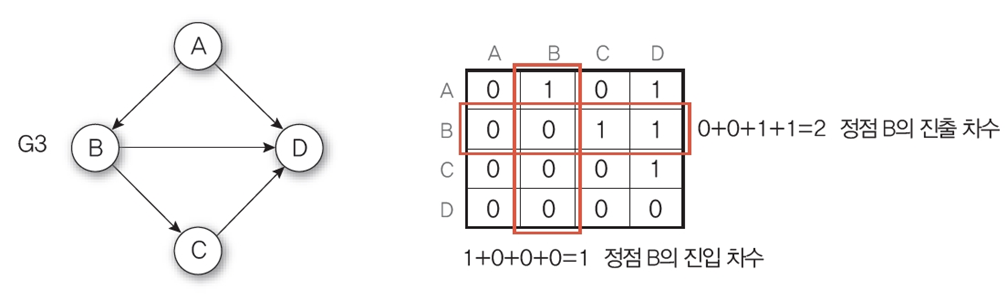 A
G3
B
D
C
A B C D
A 0 1 0 1
B 0 0 1 1 0+0+1+1=2 정점 B의 진출 차수
C 0 0 0 1
D 0 0 0 0
1+0+0+0=1 정점 B의 진입 차수